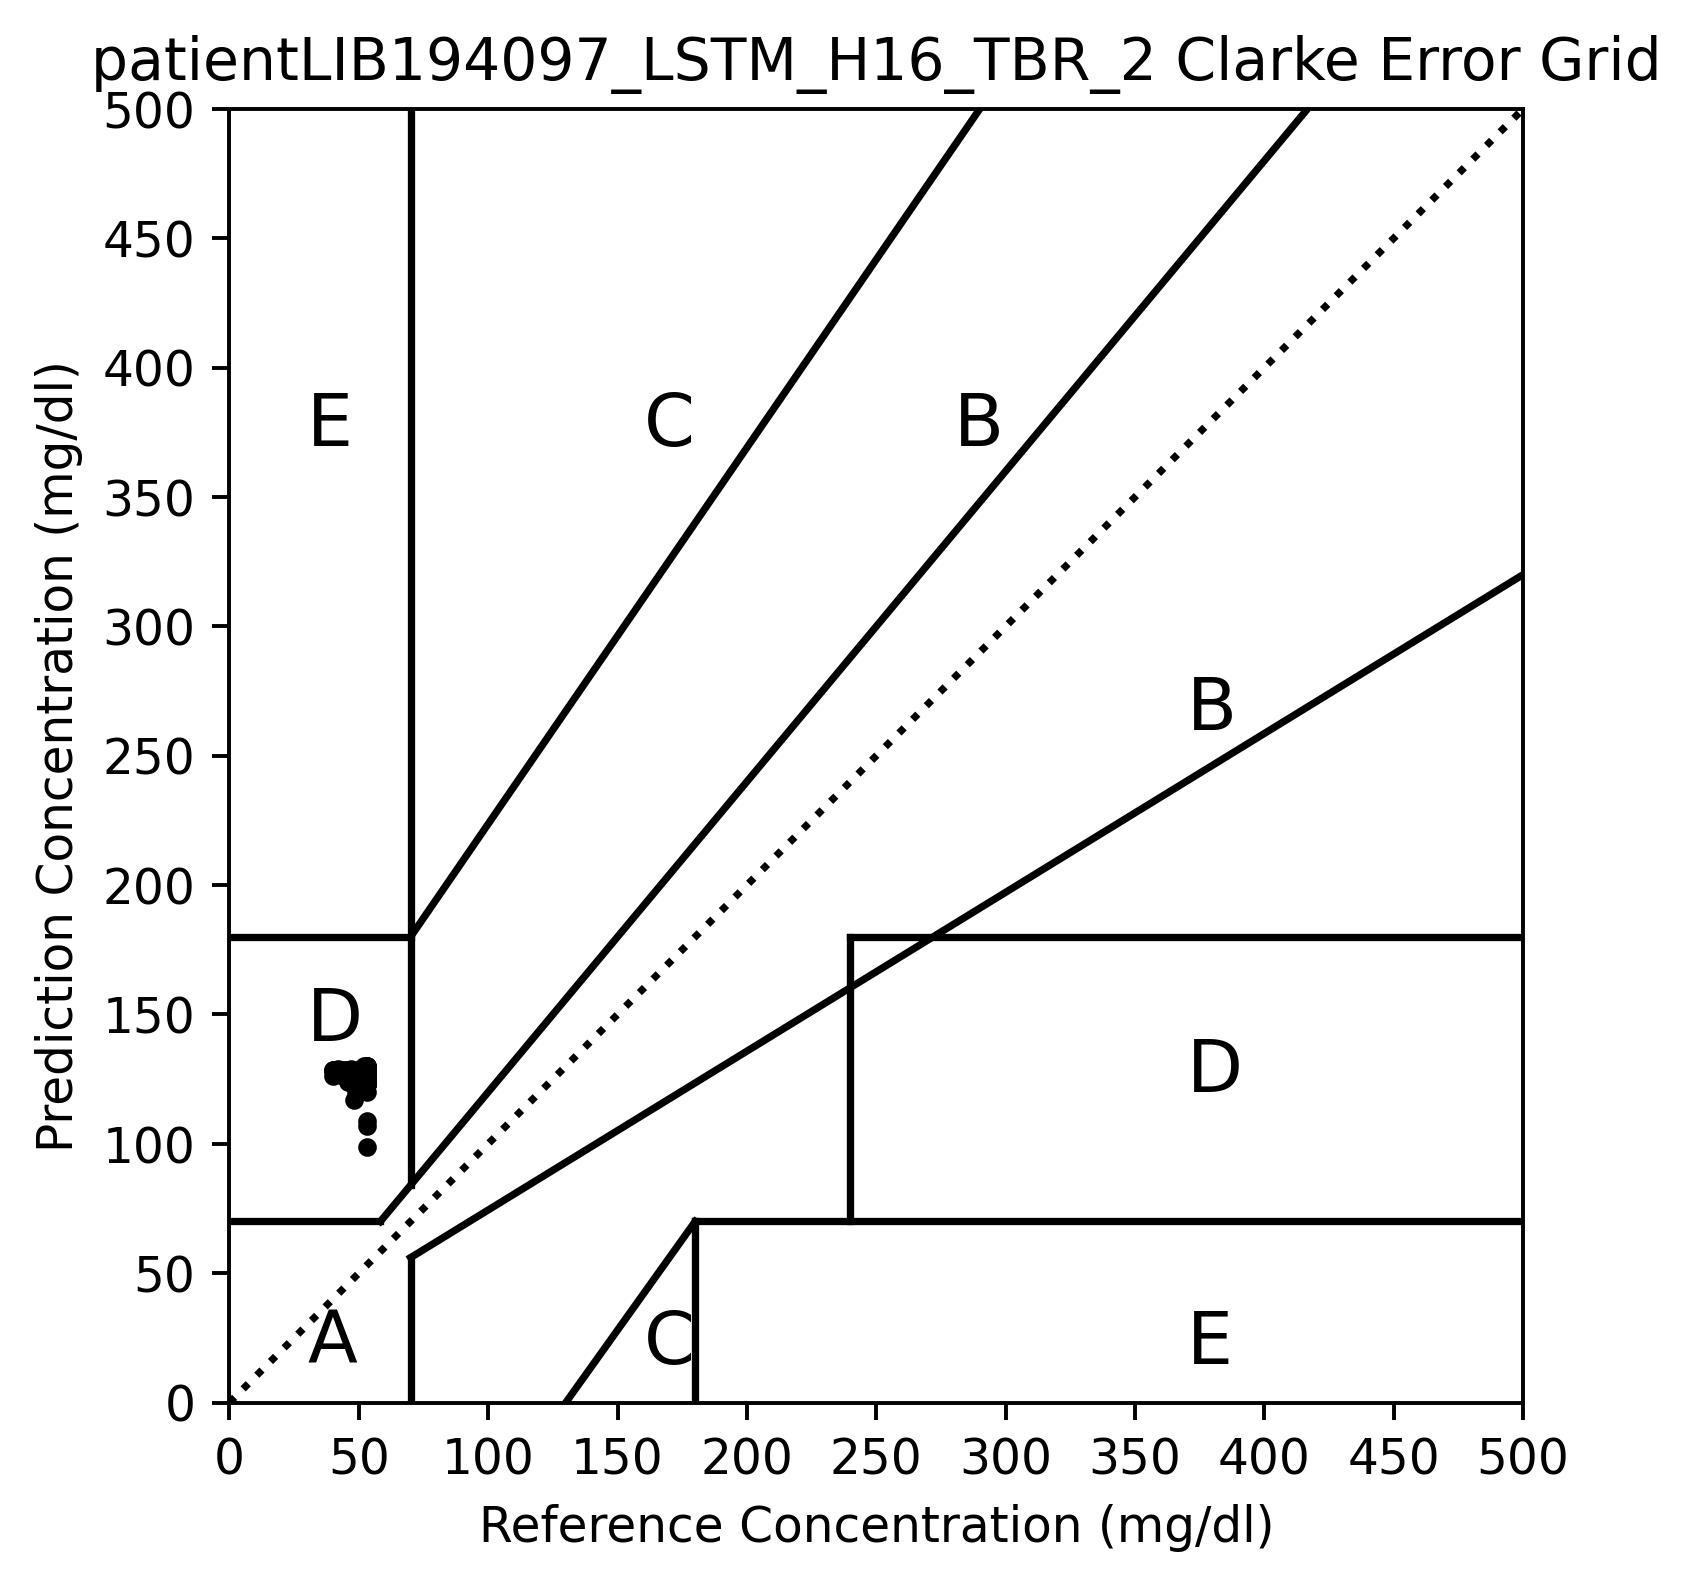 patientLIB194097_LSTM_H16_TBR_2 Clarke Error Grid
500
450
400
350
300
250
200
150
100
50
0
Prediction Concentration (mg/dl)
E C B
B
D
D
A C E
0 50 100 150 200 250 300 350 400 450 500
Reference Concentration (mg/dl)